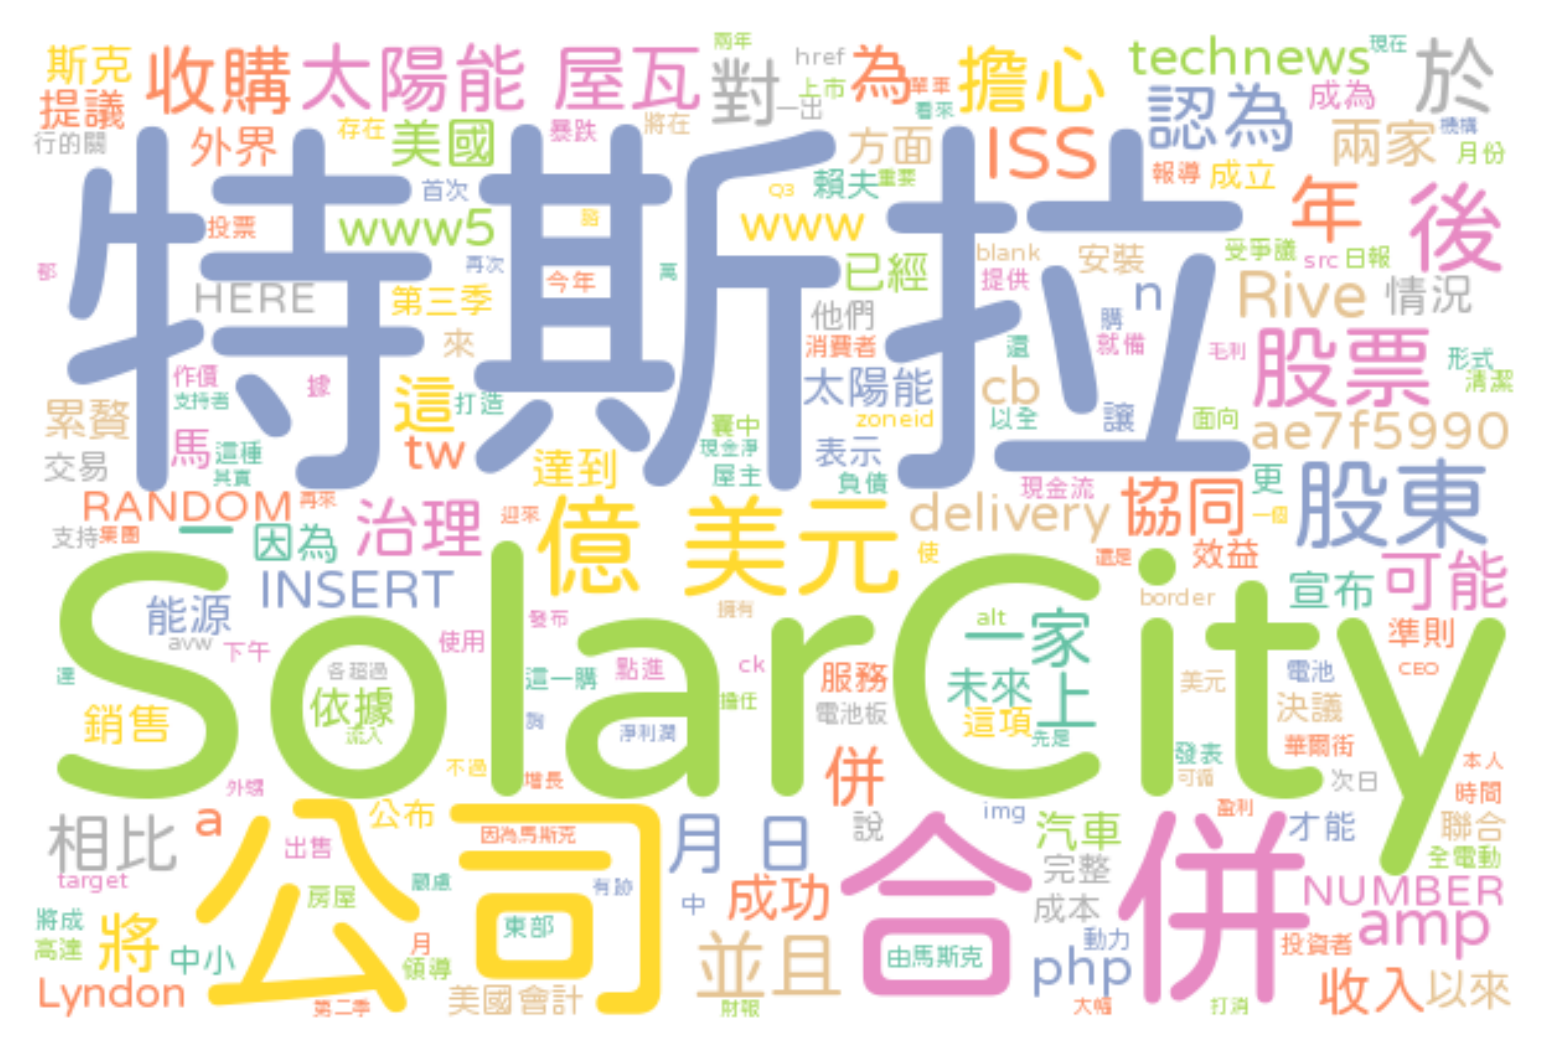 斯克 收購 太陽能 屋瓦 兩年 對 href 為 單車 擔心 technews 現在 於
提議 一出 上市 看來 認為 成為 機構
行的關 外界 存在 美國 暴跌 將在 方面 ISS 兩家 月份
特斯拉
首次 Q3 賴夫 重要 報導 成立 年 後
投票 www5 再次 www 已經 blank 安裝 受爭議 src 日報
HERE 第三季 今年 萬 他們 提供 n Rive 情況
來 消費者 還 購 就備 毛利 股票 形式
作價 據 這 打造 太陽能 cb 讓 面向 清潔
支持者 zoneid 以全 ae7f5990
累贅 馬 這種 tw 囊中 現金淨 表示
交易 其實 達到 屋主 負債 現金流 更 股東
RANDOM 再來 治理 迎來 億 美元 delivery 協同 一個
支持 集團 一 因為 使 還是 效益 可能
SolarCity
能源 INSERT 發布 擁有 alt 一家 border 宣布
avw 下午 使用 準則
達 各超過 這一購 點進 ck 服務 未來 上 美元 電池 CEO
銷售 依據 流入 淨利潤 擔任 電池板 這項 先是 決議
不過 增長 併 發表 可循 華爾街 次日 本人
外甥 時間
公司 合併
相比 a 公布 因為馬斯克 月 日 說 img 汽車 盈利 才能 聯合
target 出售 顧慮 有跡 完整 全電動
將成 將 房屋 東部 中 成功 成本 NUMBER
高達 中小 月 領導 並且 由馬斯克 動力 投資者 amp
Lyndon 第二季 美國會計 財報 php 大幅 打消 收入 以來